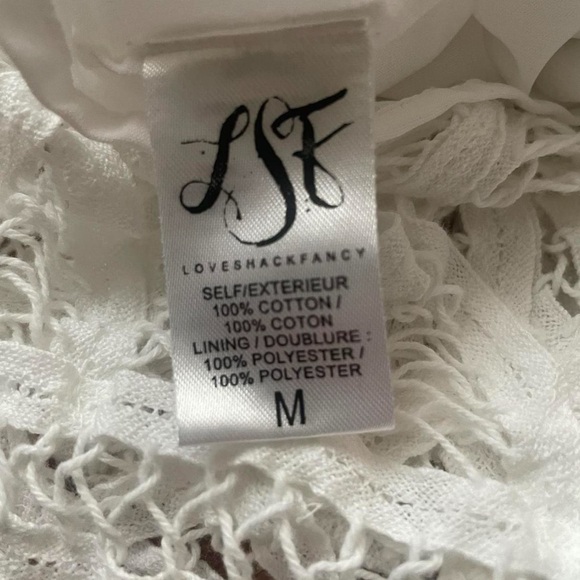 LSF
LOVESHACKFANCY
SELF/EXTERIEUR
100% COTTON /
100% COTON
LINING / DOUBLURE :
100% POLYESTER /
100% POLYESTER
M